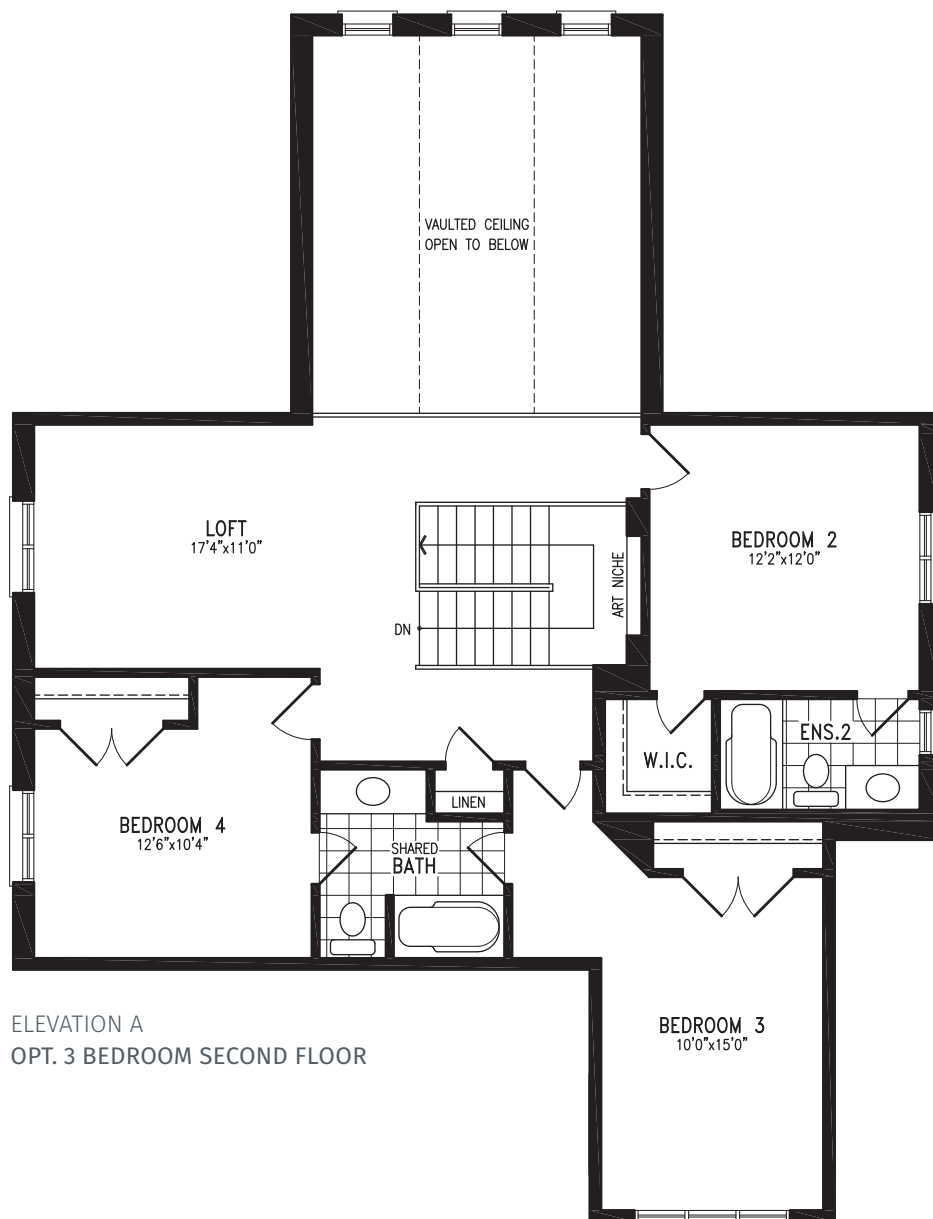 VAULTED CEILING
OPEN TO BELOW
LOFT
17'4"x11'0"
BEDROOM 2
12'2"x12'0"
ART NICHE
DN
W.I.C.
ENS.2
LINEN
BEDROOM 4
12'6"x10'4"
SHARED
BATH
ELEVATION A
OPT. 3 BEDROOM SECOND FLOOR
BEDROOM 3
10'0"x15'0"